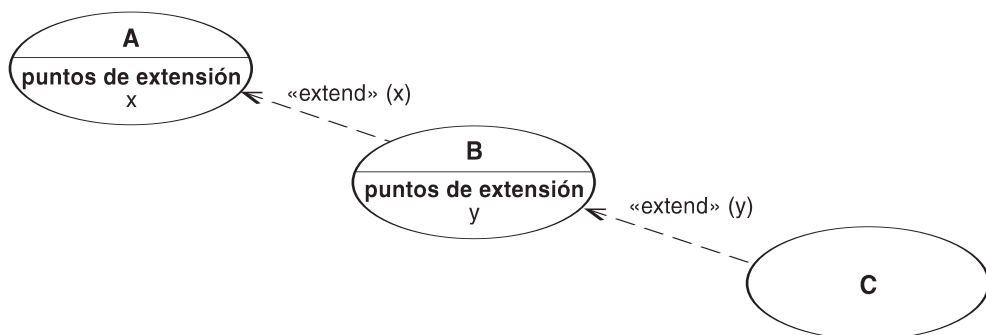 A
puntos de extensión
x
«extend» (x)
B
puntos de extensión
y
«extend» (y)
C